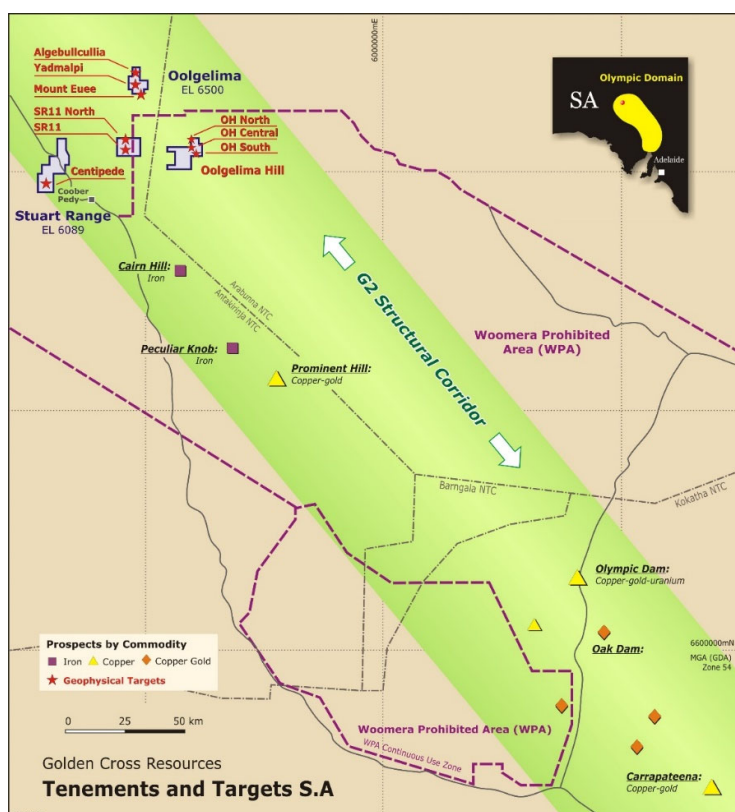 Algebullcullia
Yadmalpi
Mount Euee
Oolgelima
EL 6500
SR11 North
SR11
OH North
OH Central
OH South
Oolgelima Hill
Centipede
Coober
Pedy
Stuart Range
EL 6089
6000000mE
Olympic Domain
SA
Adelaide
Cairn Hill:
Iron
Arabunna NTC
Antakirinja NTC
G2 Structural Corridor
Woomera Prohibited
Area (WPA)
Peculiar Knob:
Iron
Prominent Hill:
Copper-gold
Barngala NTC
Kokatha NTC
Olympic Dam:
Copper-gold-uranium
Oak Dam:
6600000mN
MGA (GDA)
Zone 54
Prospects by Commodity
Iron Copper Copper Gold
Geophysical Targets
0 25 50 km
Woomera Prohibited Area (WPA)
WPA Continuous Use Zone
Carrapateena:
Copper-gold
Golden Cross Resources
Tenements and Targets S.A